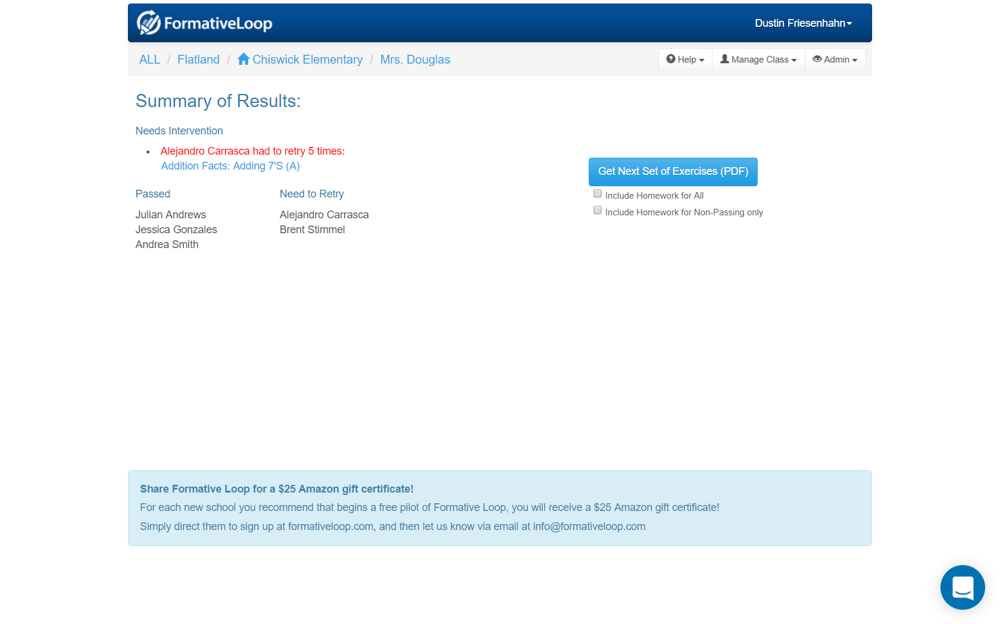 FormativeLoop
Dustin Friesenhahn
ALL / Flatland / Chiswick Elementary / Mrs. Douglas
Help Manage Class Admin
Summary of Results:
Needs Intervention
• Alejandro Carrasca had to retry 5 times:
Addition Facts: Adding 7'S (A)
Get Next Set of Exercises (PDF)
Include Homework for All
Include Homework for Non-Passing only
Passed
Julian Andrews
Jessica Gonzales
Andrea Smith
Need to Retry
Alejandro Carrasca
Brent Stimmel
Share Formative Loop for a $25 Amazon gift certificate!
For each new school you recommend that begins a free pilot of Formative Loop, you will receive a $25 Amazon gift certificate!
Simply direct them to sign up at formativeloop.com, and then let us know via email at info@formativeloop.com